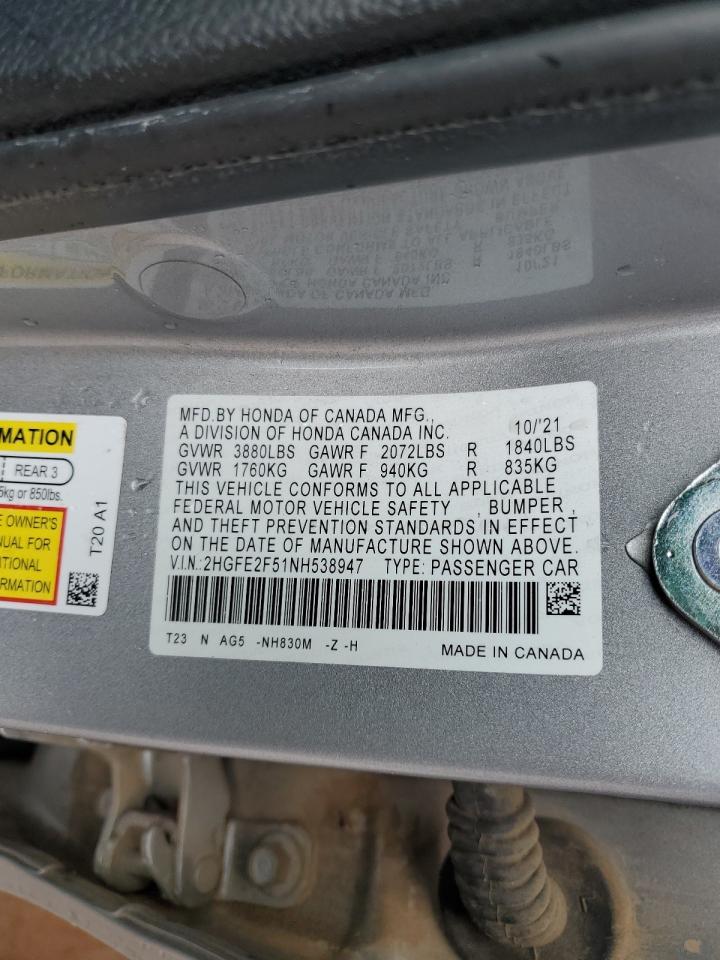 MFD.BY HONDA OF CANADA MFG.,
A DIVISION OF HONDA CANADA INC. 10/'21
GVWR 3880LBS GAWR F 2072LBS R 1840LBS
GVWR 1760KG GAWR F 940KG R 835KG
THIS VEHICLE CONFORMS TO ALL APPLICABLE
FEDERAL MOTOR VEHICLE SAFETY , BUMPER ,
AND THEFT PREVENTION STANDARDS IN EFFECT
ON THE DATE OF MANUFACTURE SHOWN ABOVE.
V.I.N.: 2HGFE2F51NH538947 TYPE: PASSENGER CAR
T23 N AG5 -NH830M -Z -H
MADE IN CANADA
MATION
REAR 3
5kg or 850lbs.
E OWNER'S
NUAL FOR
ITIONAL
ORMATION
T20 A1